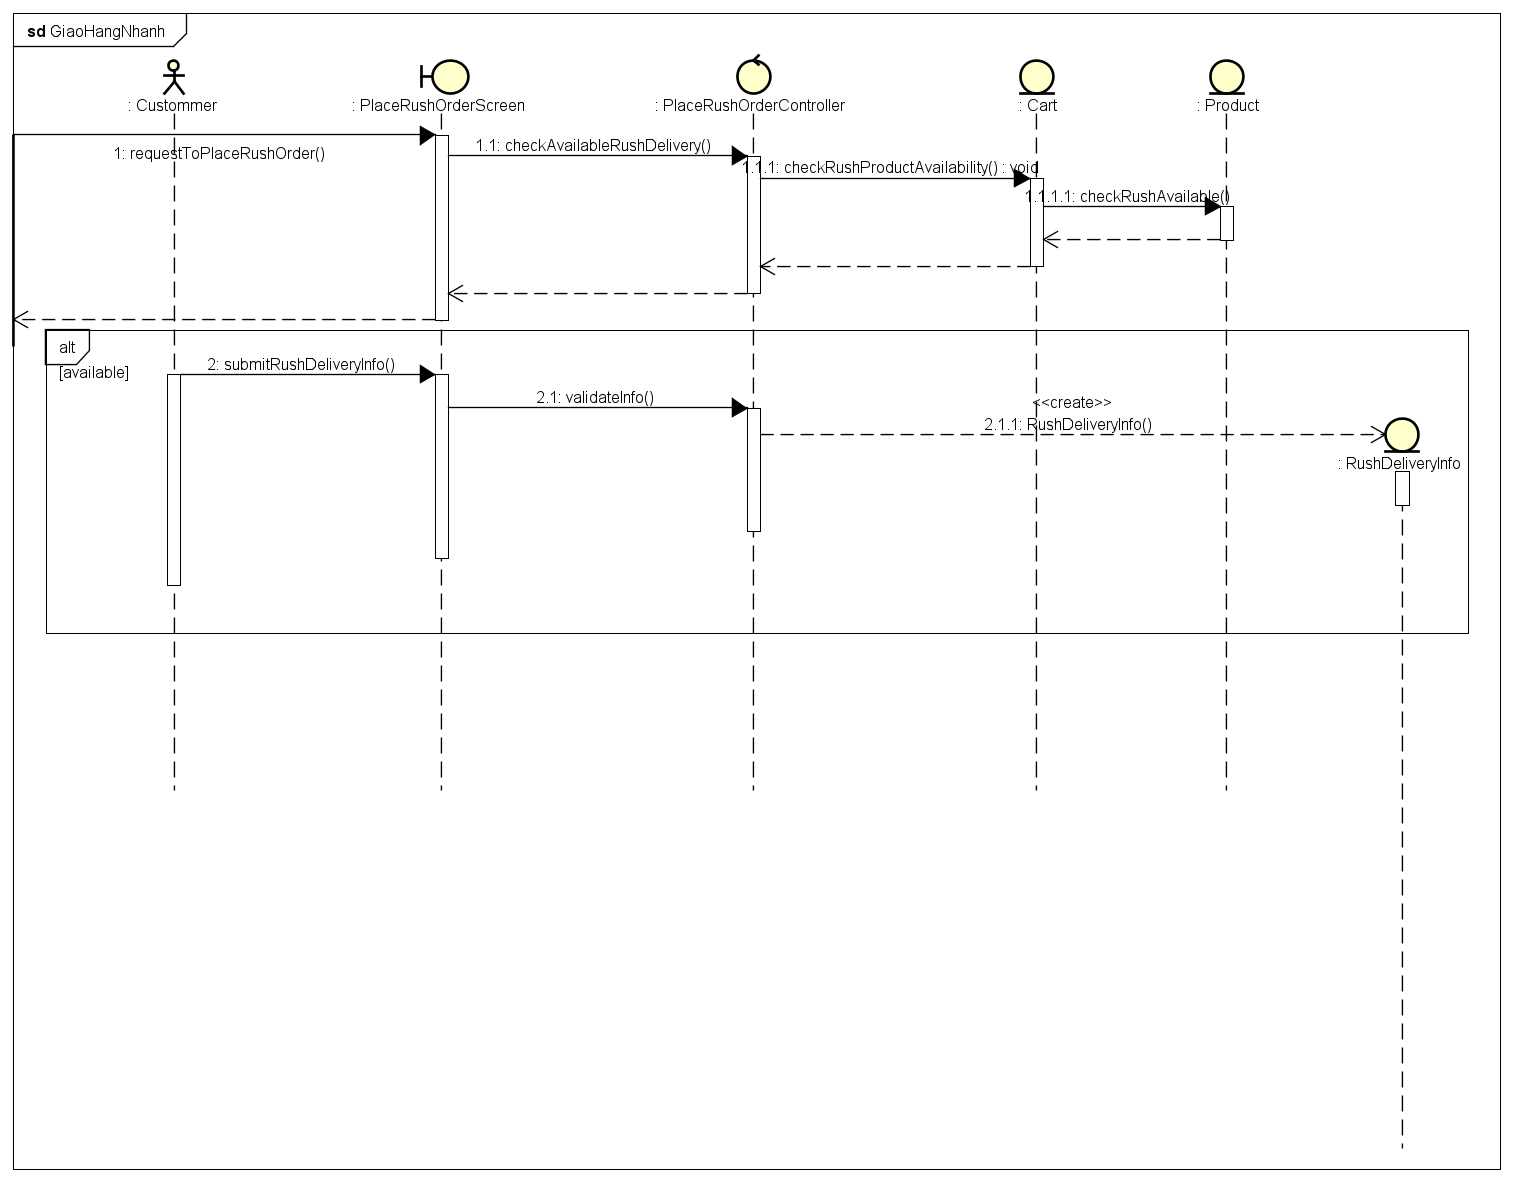 sd GiaoHangNhanh
: Custommer
: PlaceRushOrderScreen
: PlaceRushOrderController
: Cart
: Product
1: requestToPlaceRushOrder()
1.1: checkAvailableRushDelivery()
1.1.1: checkRushProductAvailability() : void
1.1.1.1: checkRushAvailable()
alt
[available]
2: submitRushDeliveryInfo()
2.1: validateInfo()
<<create>>
2.1.1: RushDeliveryInfo()
: RushDeliveryInfo